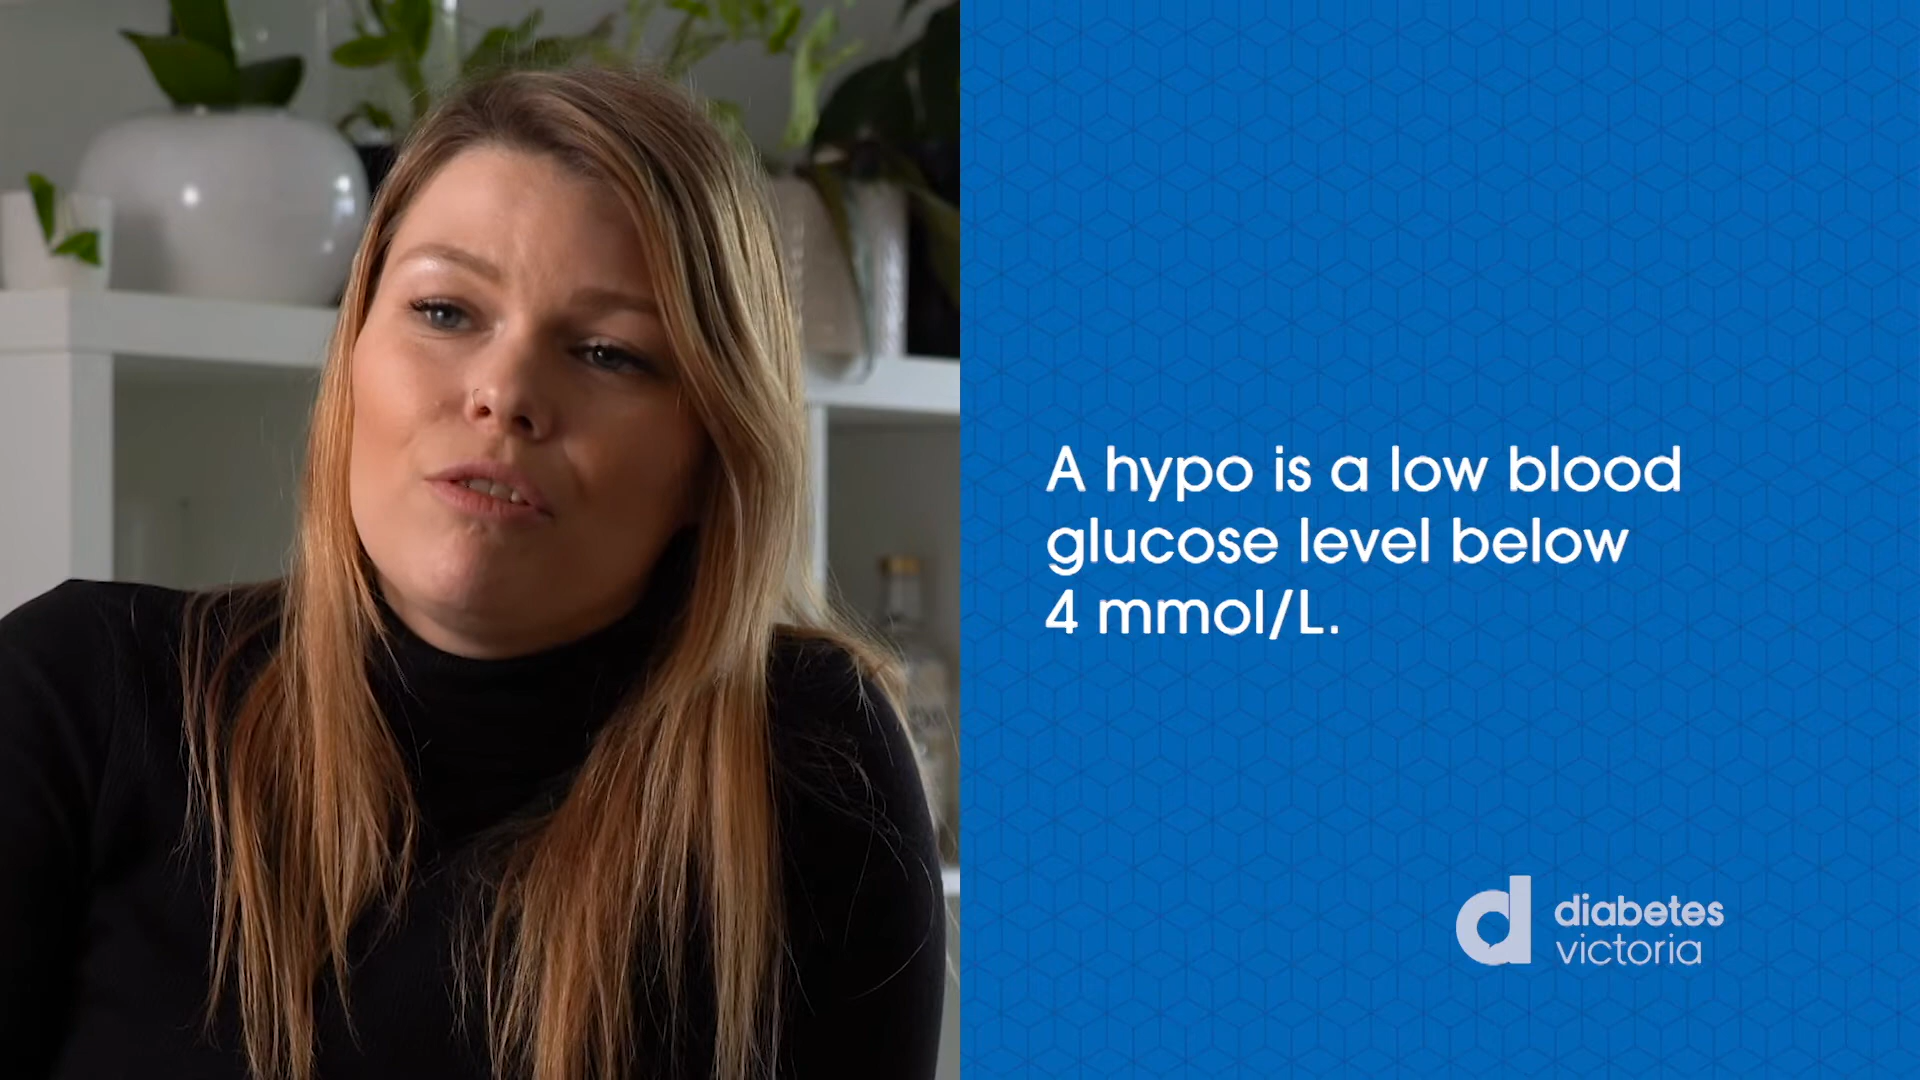 A hypo is a low blood
glucose level below
4 mmol/L.
diabetes
victoria